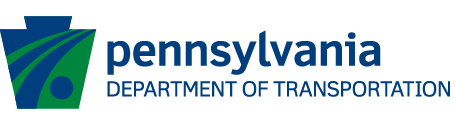 pennsylvania
DEPARTMENT OF TRANSPORTATION